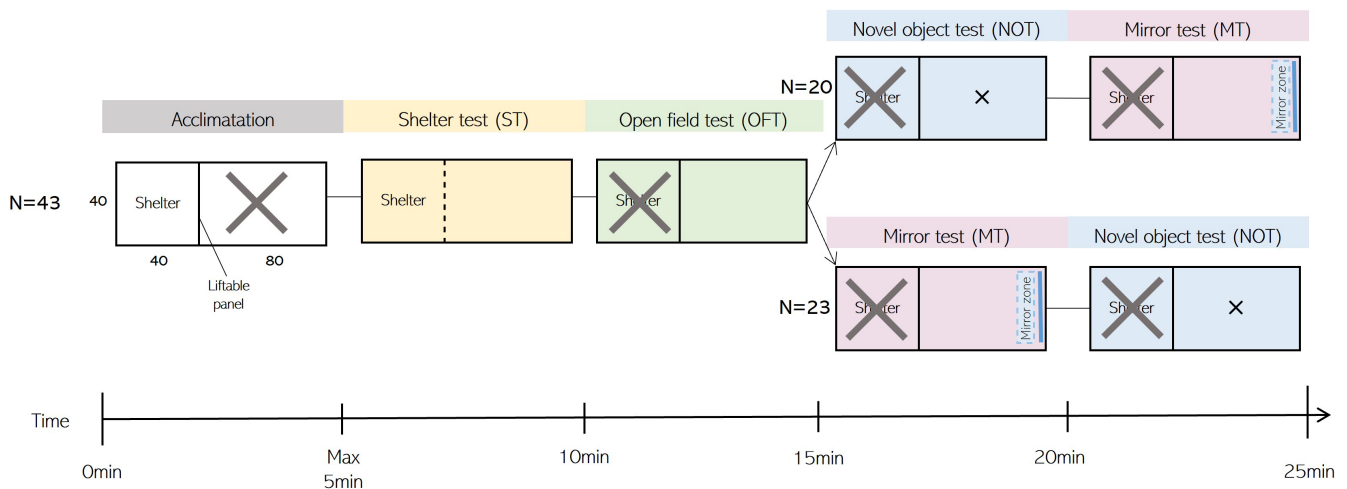 Novel object test (NOT)
Mirror test (MT)
N=20
Shelter
Shelter
Mirror zone
Acclimatation
Shelter test (ST)
Open field test (OFT)
N=43
40
Shelter
Shelter
Shelter
40
80
Liftable
panel
Mirror test (MT)
Novel object test (NOT)
N=23
Shelter
Mirror zone
Shelter
Time
0min
Max
5min
10min
15min
20min
25min